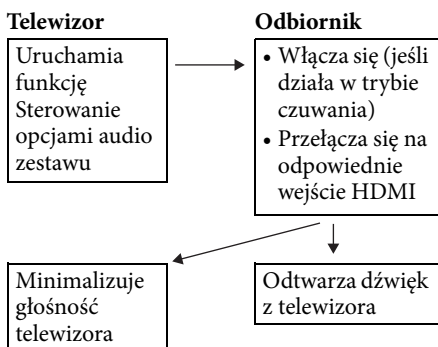 Telewizor
Uruchamia
funkcję
Sterowanie
opcjami audio
zestawu
Odbiornik
• Włącza się (jeśli
działa w trybie
czuwania)
• Przełącza się na
odpowiednie
wejście HDMI
Minimalizuje
głośność
telewizora
Odtwarza dźwięk
z telewizora